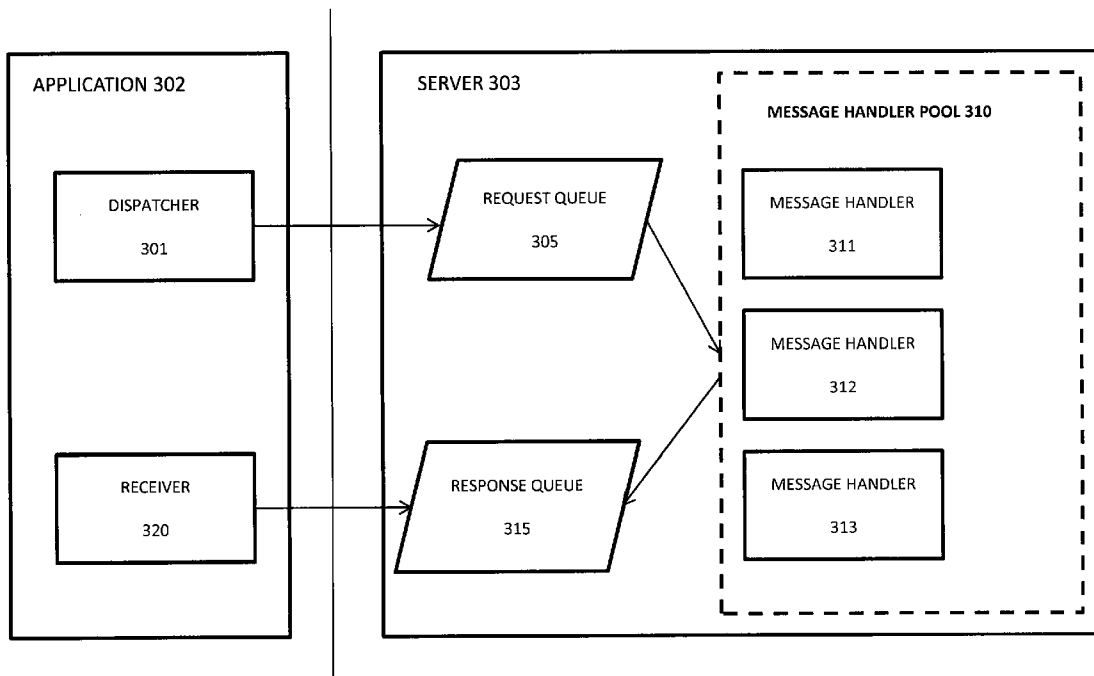 APPLICATION 302
DISPATCHER
301
RECEIVER
320
SERVER 303
REQUEST QUEUE
305
RESPONSE QUEUE
315
MESSAGE HANDLER POOL 310
MESSAGE HANDLER
311
MESSAGE HANDLER
312
MESSAGE HANDLER
313